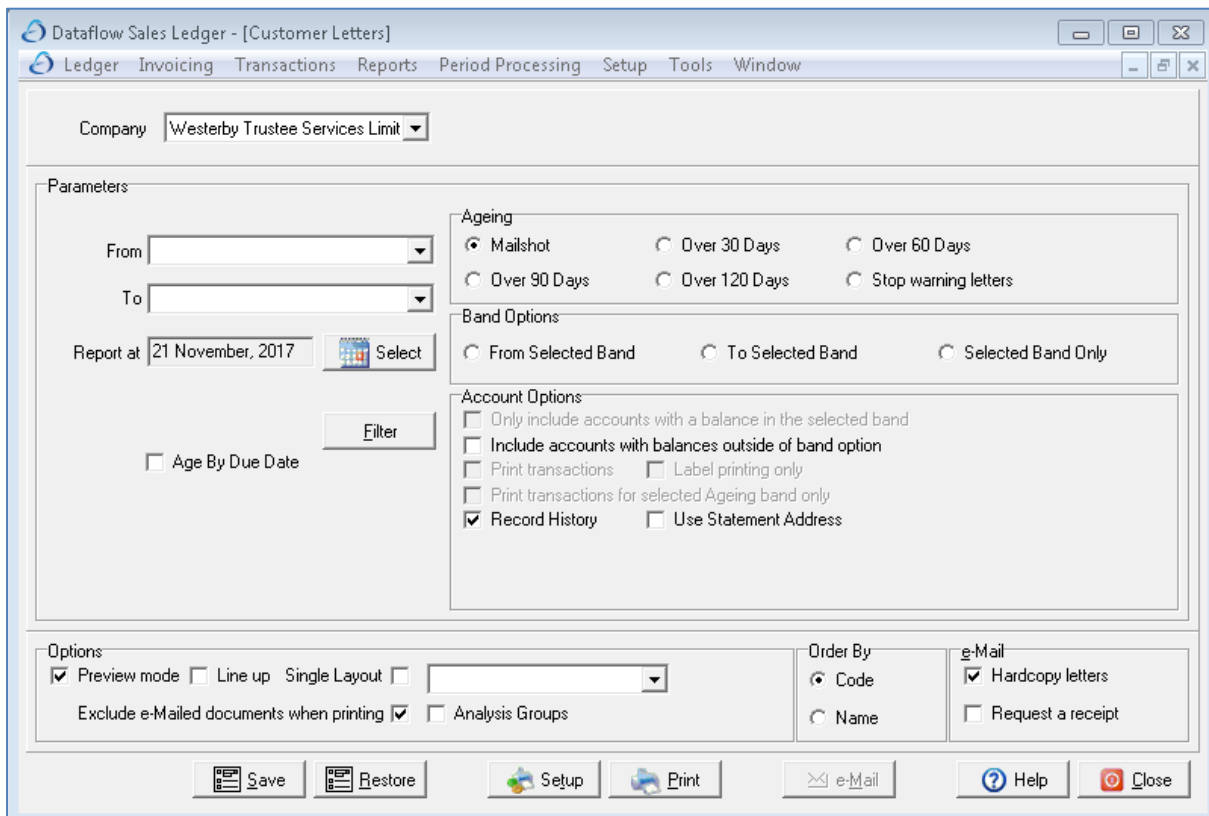 Dataflow Sales Ledger - [Customer Letters]
Ledger Invoicing Transactions Reports Period Processing Setup Tools Window
Company Westerby Trustee Services Limit
Parameters
From
To
Report at 21 November, 2017 Select
Filter
Age By Due Date
Ageing
Mailshot Over 30 Days Over 60 Days
Over 90 Days Over 120 Days Stop warning letters
Band Options
From Selected Band To Selected Band Selected Band Only
Account Options
Only include accounts with a balance in the selected band
Include accounts with balances outside of band option
Print transactions Label printing only
Print transactions for selected Ageing band only
Record History Use Statement Address
Options
Preview mode Line up Single Layout
Exclude e-Mailed documents when printing Analysis Groups
Order By
Code
Name
e-Mail
Hardcopy letters
Request a receipt
Save Restore Setup Print e-Mail Help Close